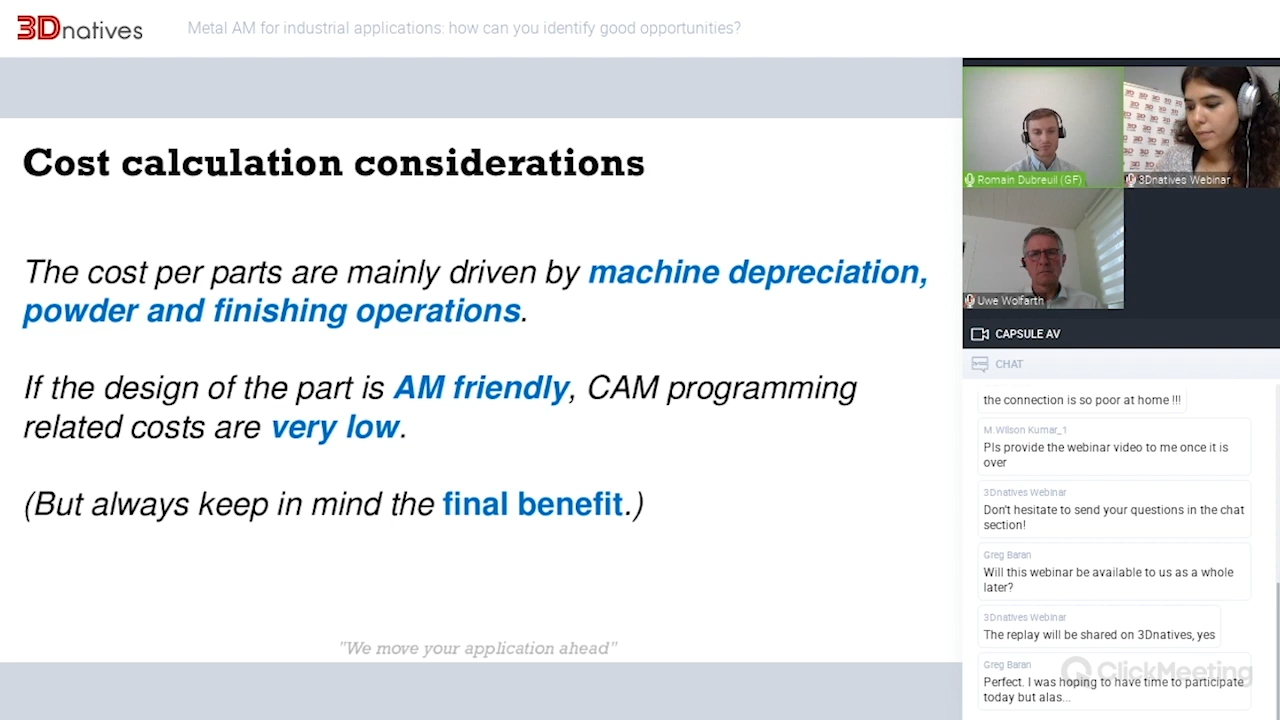 3Dnatives
Metal AM for industrial applications: how can you identify good opportunities?
Cost calculation considerations
The cost per parts are mainly driven by machine depreciation,
powder and finishing operations.
If the design of the part is AM friendly, CAM programming
related costs are very low.
(But always keep in mind the final benefit.)
"We move your application ahead"
Romain Dubreuil (GF)
3Dnatives Webinar
Uwe Wolfarth
CAPSULE AV
CHAT
the connection is so poor at home !!!
M.Wilson Kumar_1
Pls provide the webinar video to me once it is
over
3Dnatives Webinar
Don't hesitate to send your questions in the chat
section!
Greg Baran
Will this webinar be available to us as a whole
later?
3Dnatives Webinar
The replay will be shared on 3Dnatives, yes
Greg Baran
Perfect. I was hoping to have time to participate
today but alas...
ClickMeeting